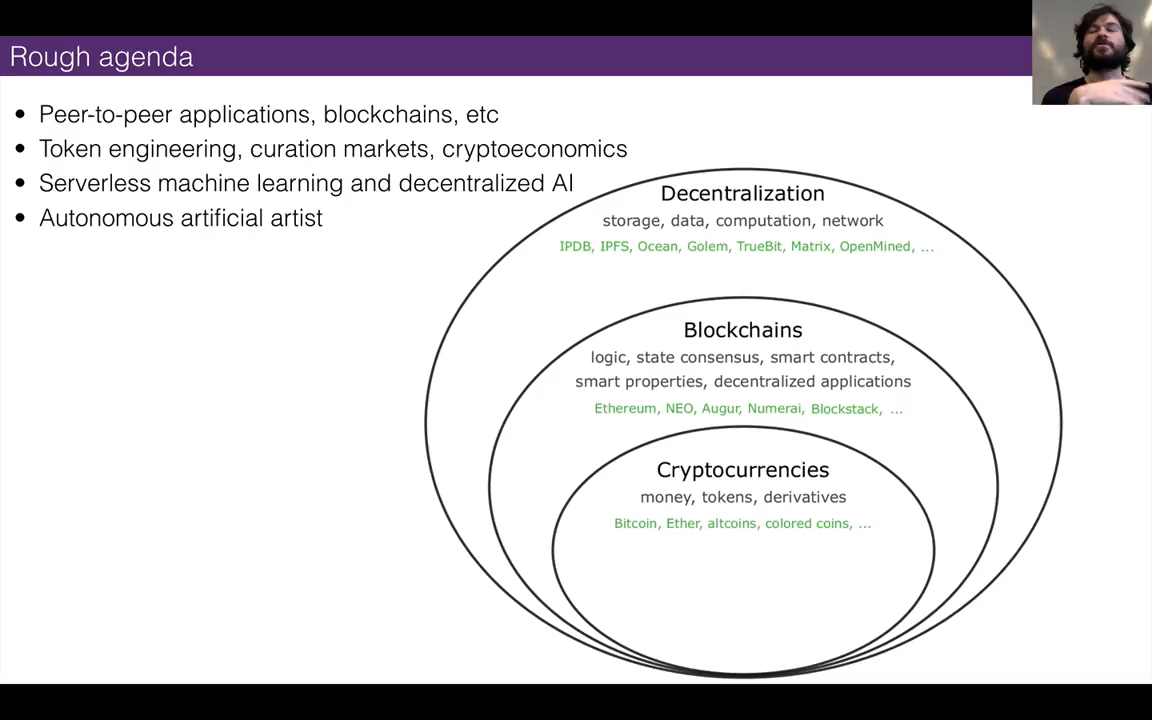 Rough agenda
• Peer-to-peer applications, blockchains, etc
• Token engineering, curation markets, cryptoeconomics
• Serverless machine learning and decentralized AI
• Autonomous artificial artist
Decentralization
storage, data, computation, network
IPDB, IPFS, Ocean, Golem, TrueBit, Matrix, OpenMined, ...
Blockchains
logic, state consensus, smart contracts,
smart properties, decentralized applications
Ethereum, NEO, Augur, Numerai, Blockstack, ...
Cryptocurrencies
money, tokens, derivatives
Bitcoin, Ether, altcoins, colored coins, ...